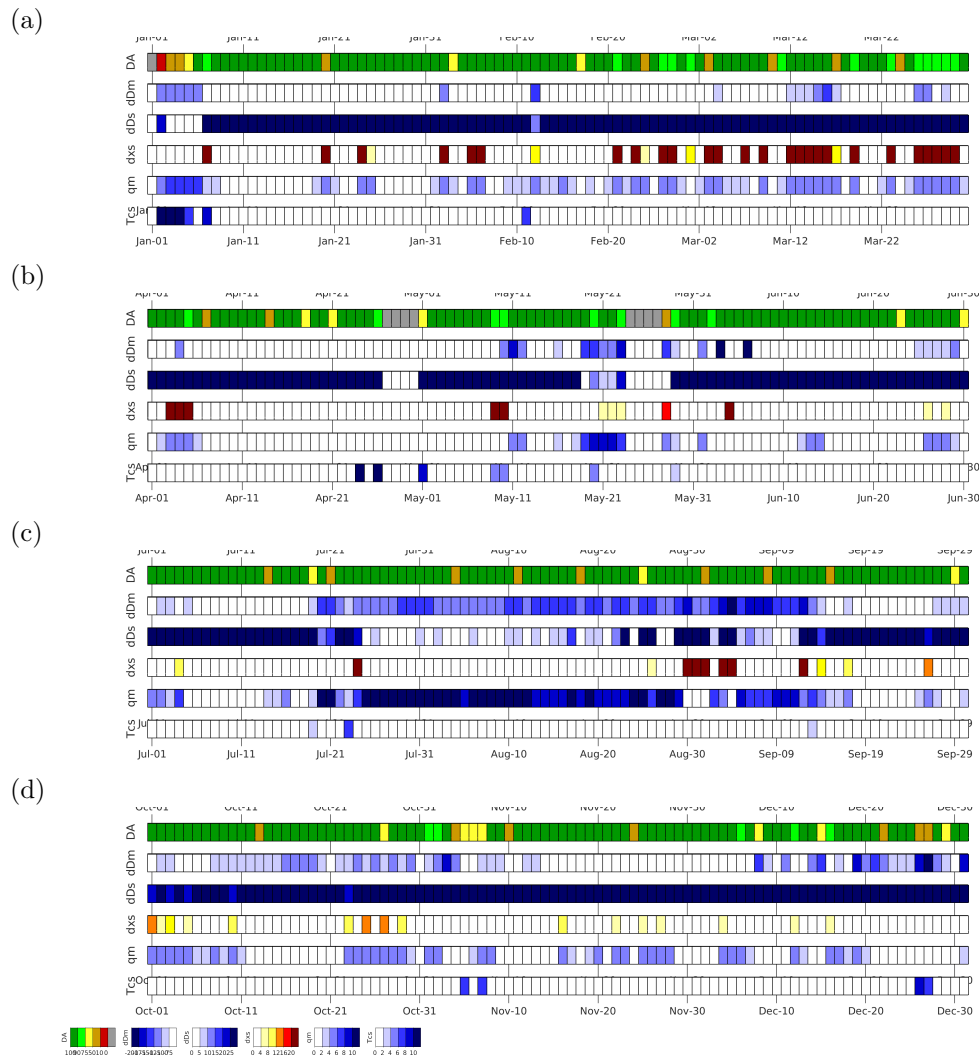 (a)
Jan-01 Jan-11 Jan-21 Jan-31 Feb-10 Feb-20 Mar-02 Mar-12 Mar-22
DA
dDm
dDs
dxs
qm
Tcs
Jan-01 Jan-11 Jan-21 Jan-31 Feb-10 Feb-20 Mar-02 Mar-12 Mar-22
(b)
Apr-01 Apr-11 Apr-21 May-01 May-11 May-21 May-31 Jun-10 Jun-20 Jun-30
DA
dDm
dDs
dxs
qm
Tcs
Apr-01 Apr-11 Apr-21 May-01 May-11 May-21 May-31 Jun-10 Jun-20 Jun-30
(c)
Jul-01 Jul-11 Jul-21 Jul-31 Aug-10 Aug-20 Aug-30 Sep-09 Sep-19 Sep-29
DA
dDm
dDs
dxs
qm
Tcs
Jul-01 Jul-11 Jul-21 Jul-31 Aug-10 Aug-20 Aug-30 Sep-09 Sep-19 Sep-29
(d)
Oct-01 Oct-11 Oct-21 Oct-31 Nov-10 Nov-20 Nov-30 Dec-10 Dec-20 Dec-30
DA
dDm
dDs
dxs
qm
Tcs
Oct-01 Oct-11 Oct-21 Oct-31 Nov-10 Nov-20 Nov-30 Dec-10 Dec-20 Dec-30
DA dDm dDs dxs qm Tcs
0 5 10152025 0 4 8 121620 0 2 4 6 8 10 0 2 4 6 8 10